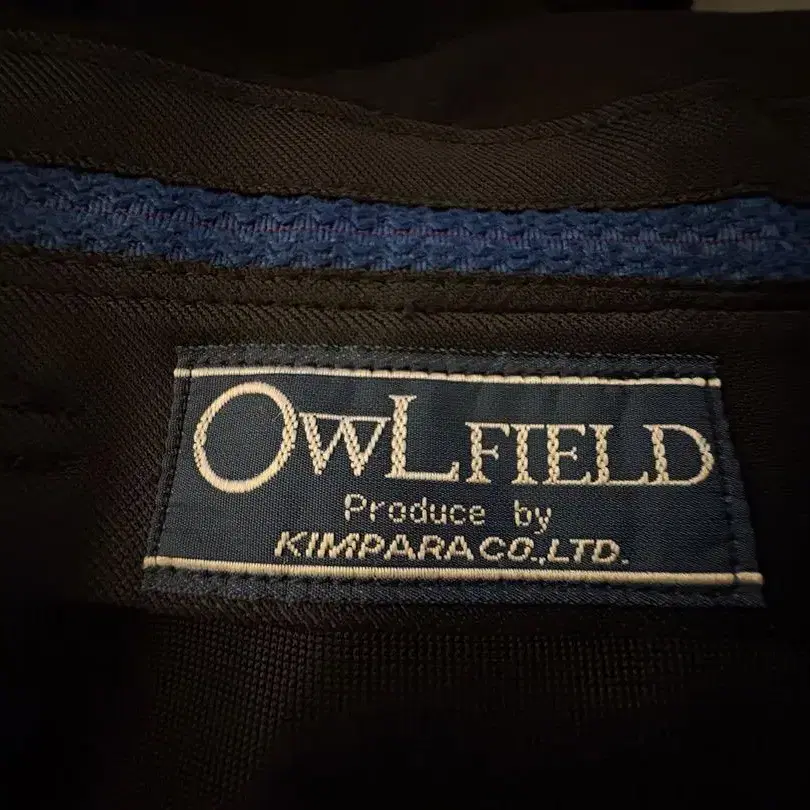 OWLFIELD
Produce by
KIMPARA CO.,LTD.